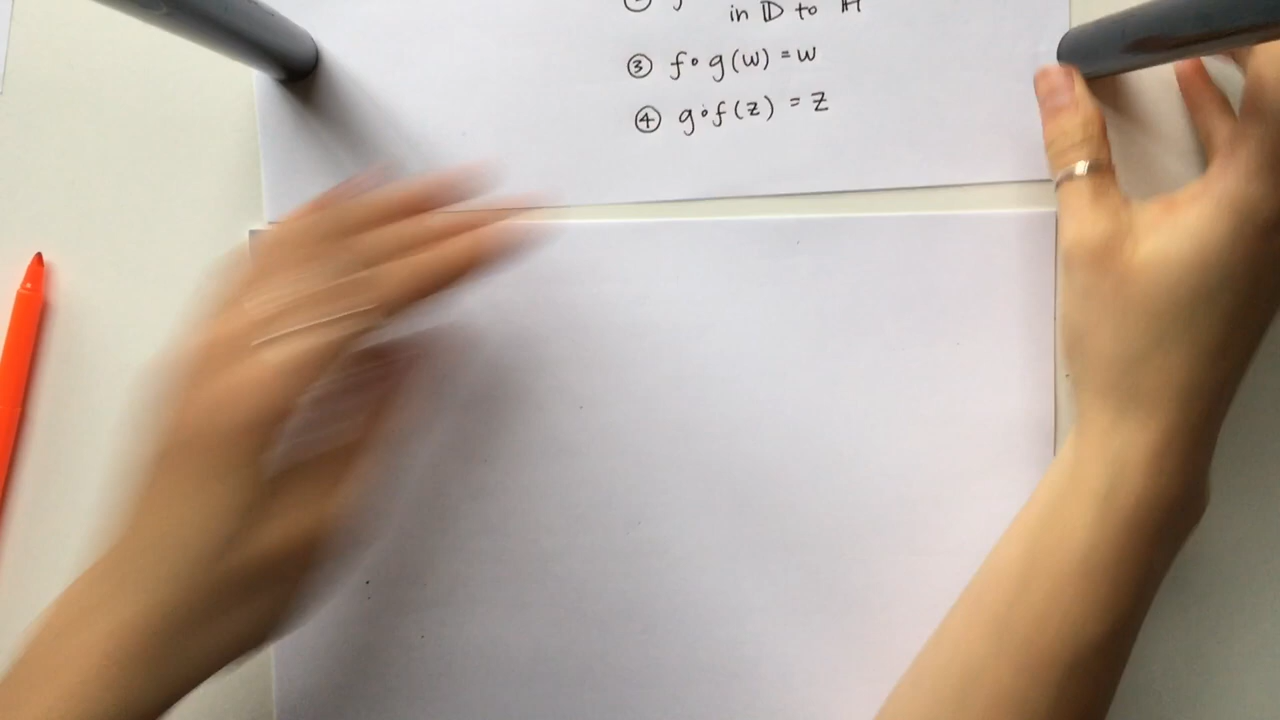 in 𝔻 to ℍ
③ f∘g(w) = w
④ g∘f(z) = z